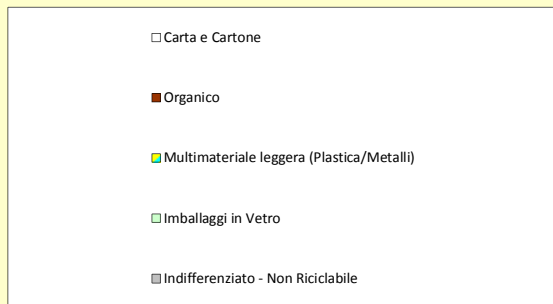 Carta e Cartone
Organico
Multimateriale leggera (Plastica/Metalli)
Imballaggi in Vetro
Indifferenziato - Non Riciclabile